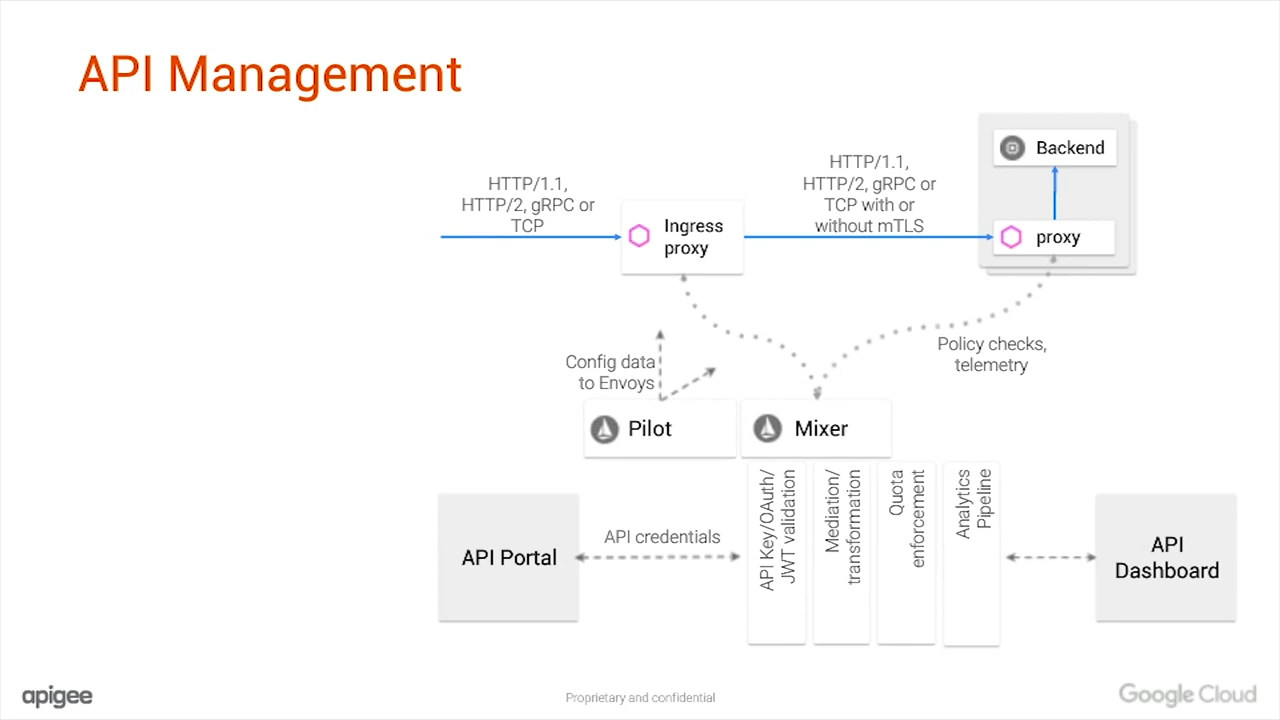 API Management
HTTP/1.1,
HTTP/2, gRPC or
TCP
Ingress
proxy
HTTP/1.1,
HTTP/2, gRPC or
TCP with or
without mTLS
Backend
proxy
Config data
to Envoys
Policy checks,
telemetry
Pilot
Mixer
API Portal
API credentials
API Key/OAuth/
JWT validation
Mediation/
transformation
Quota
enforcement
Analytics
Pipeline
API
Dashboard
apigee
Proprietary and confidential
Google Cloud